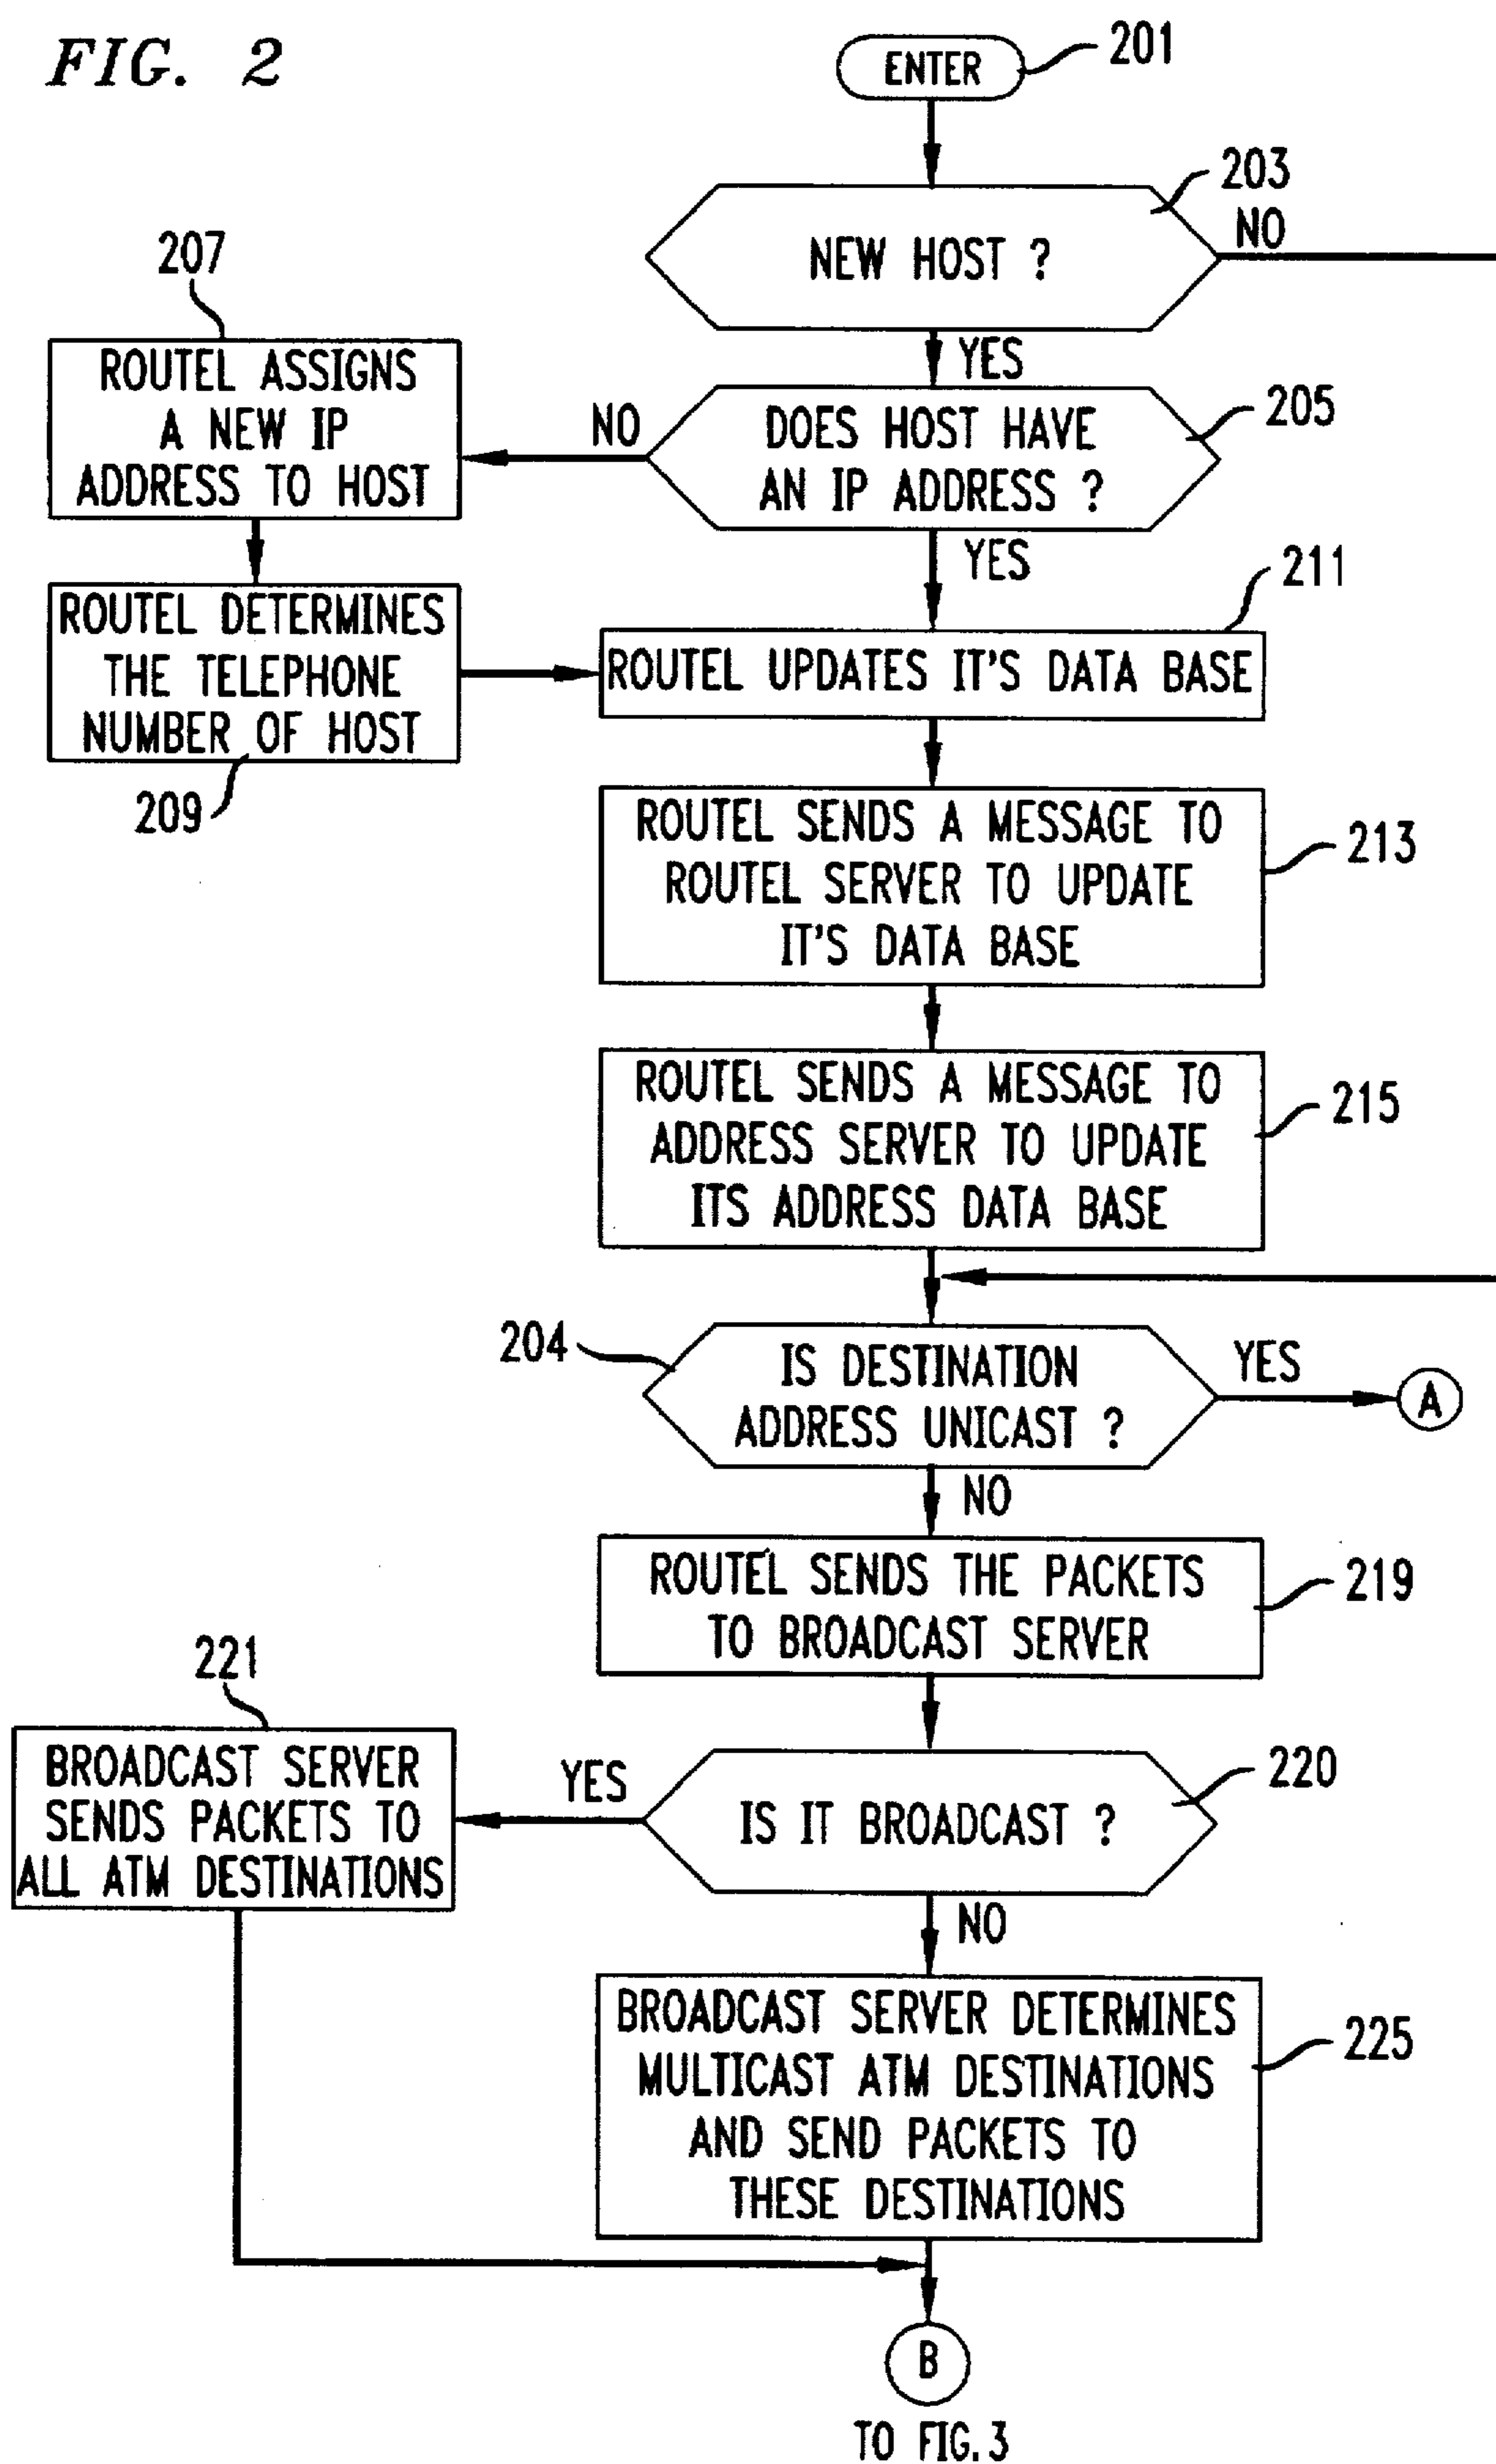 FIG. 2
ENTER
201
203
NEW HOST ?
NO
YES
207
ROUTEL ASSIGNS
A NEW IP
ADDRESS TO HOST
NO
DOES HOST HAVE
AN IP ADDRESS ?
205
YES
ROUTEL DETERMINES
THE TELEPHONE
NUMBER OF HOST
209
211
ROUTEL UPDATES IT'S DATA BASE
ROUTEL SENDS A MESSAGE TO
ROUTEL SERVER TO UPDATE
IT'S DATA BASE
213
ROUTEL SENDS A MESSAGE TO
ADDRESS SERVER TO UPDATE
ITS ADDRESS DATA BASE
215
204
IS DESTINATION
ADDRESS UNICAST ?
YES
A
NO
ROUTEL SENDS THE PACKETS
TO BROADCAST SERVER
219
221
BROADCAST SERVER
SENDS PACKETS TO
ALL ATM DESTINATIONS
YES
IS IT BROADCAST ?
220
NO
BROADCAST SERVER DETERMINES
MULTICAST ATM DESTINATIONS
AND SEND PACKETS TO
THESE DESTINATIONS
225
B
TO FIG. 3